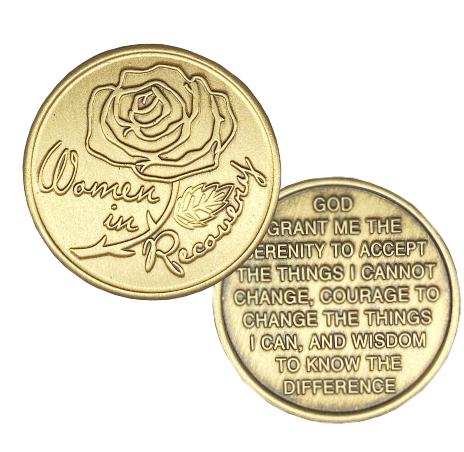 Women
in
Recovery
GOD
GRANT ME THE
SERENITY TO ACCEPT
THE THINGS I CANNOT
CHANGE, COURAGE TO
CHANGE THE THINGS
I CAN, AND WISDOM
TO KNOW THE
DIFFERENCE